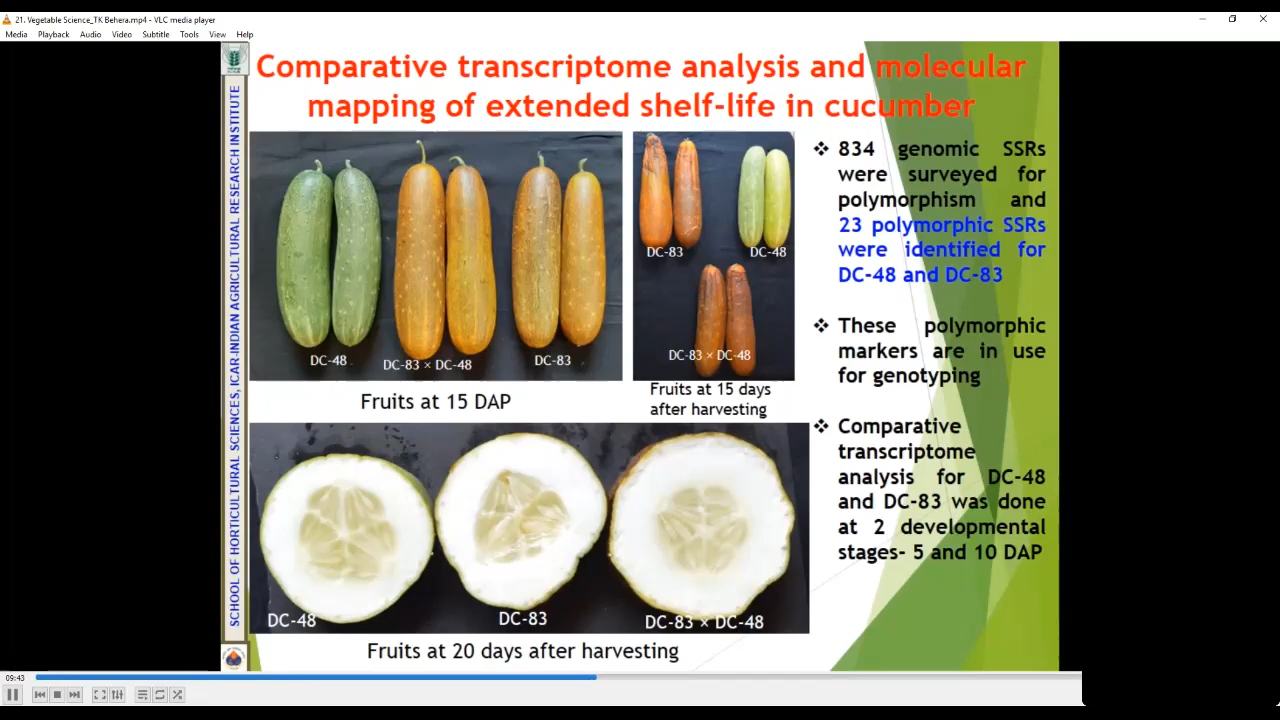 21. Vegetable Science_TK Behera.mp4 - VLC media player
Media Playback Audio Video Subtitle Tools View Help
Comparative transcriptome analysis and molecular
mapping of extended shelf-life in cucumber
SCHOOL OF HORTICULTURAL SCIENCES, ICAR-INDIAN AGRICULTURAL RESEARCH INSTITUTE
DC-48
DC-83 × DC-48
DC-83
Fruits at 15 DAP
DC-83
DC-48
DC-83 × DC-48
Fruits at 15 days
after harvesting
DC-48
DC-83
DC-83 × DC-48
Fruits at 20 days after harvesting
❖ 834 genomic SSRs
were surveyed for
polymorphism and
23 polymorphic SSRs
were identified for
DC-48 and DC-83
❖ These polymorphic
markers are in use
for genotyping
❖ Comparative
transcriptome
analysis for DC-48
and DC-83 was done
at 2 developmental
stages- 5 and 10 DAP
09:43